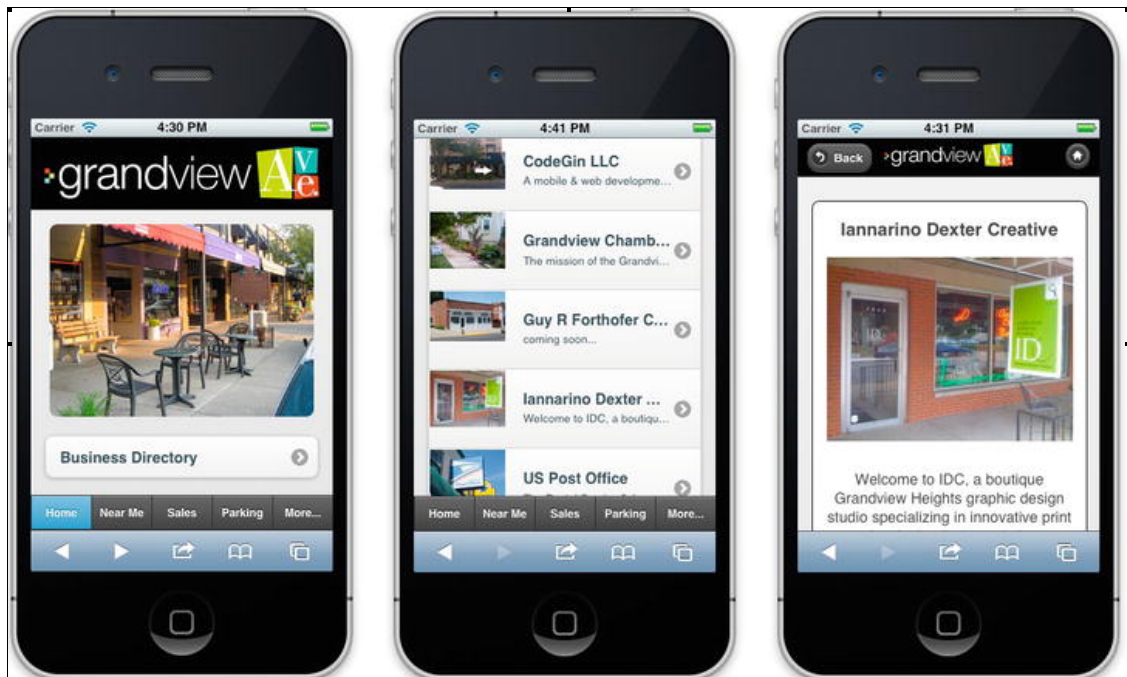 Carrier
4:30 PM
grandview Ave.
Business Directory
Home
Near Me
Sales
Parking
More...
Carrier
4:41 PM
CodeGin LLC
A mobile & web developme...
Grandview Chamb...
The mission of the Grandvi...
Guy R Forthofer C...
coming soon...
Iannarino Dexter ...
Welcome to IDC, a boutiqu...
US Post Office
Home
Near Me
Sales
Parking
More...
Carrier
4:31 PM
Back
grandview Ave.
Iannarino Dexter Creative
IDC
ID
Welcome to IDC, a boutique
Grandview Heights graphic design
studio specializing in innovative print